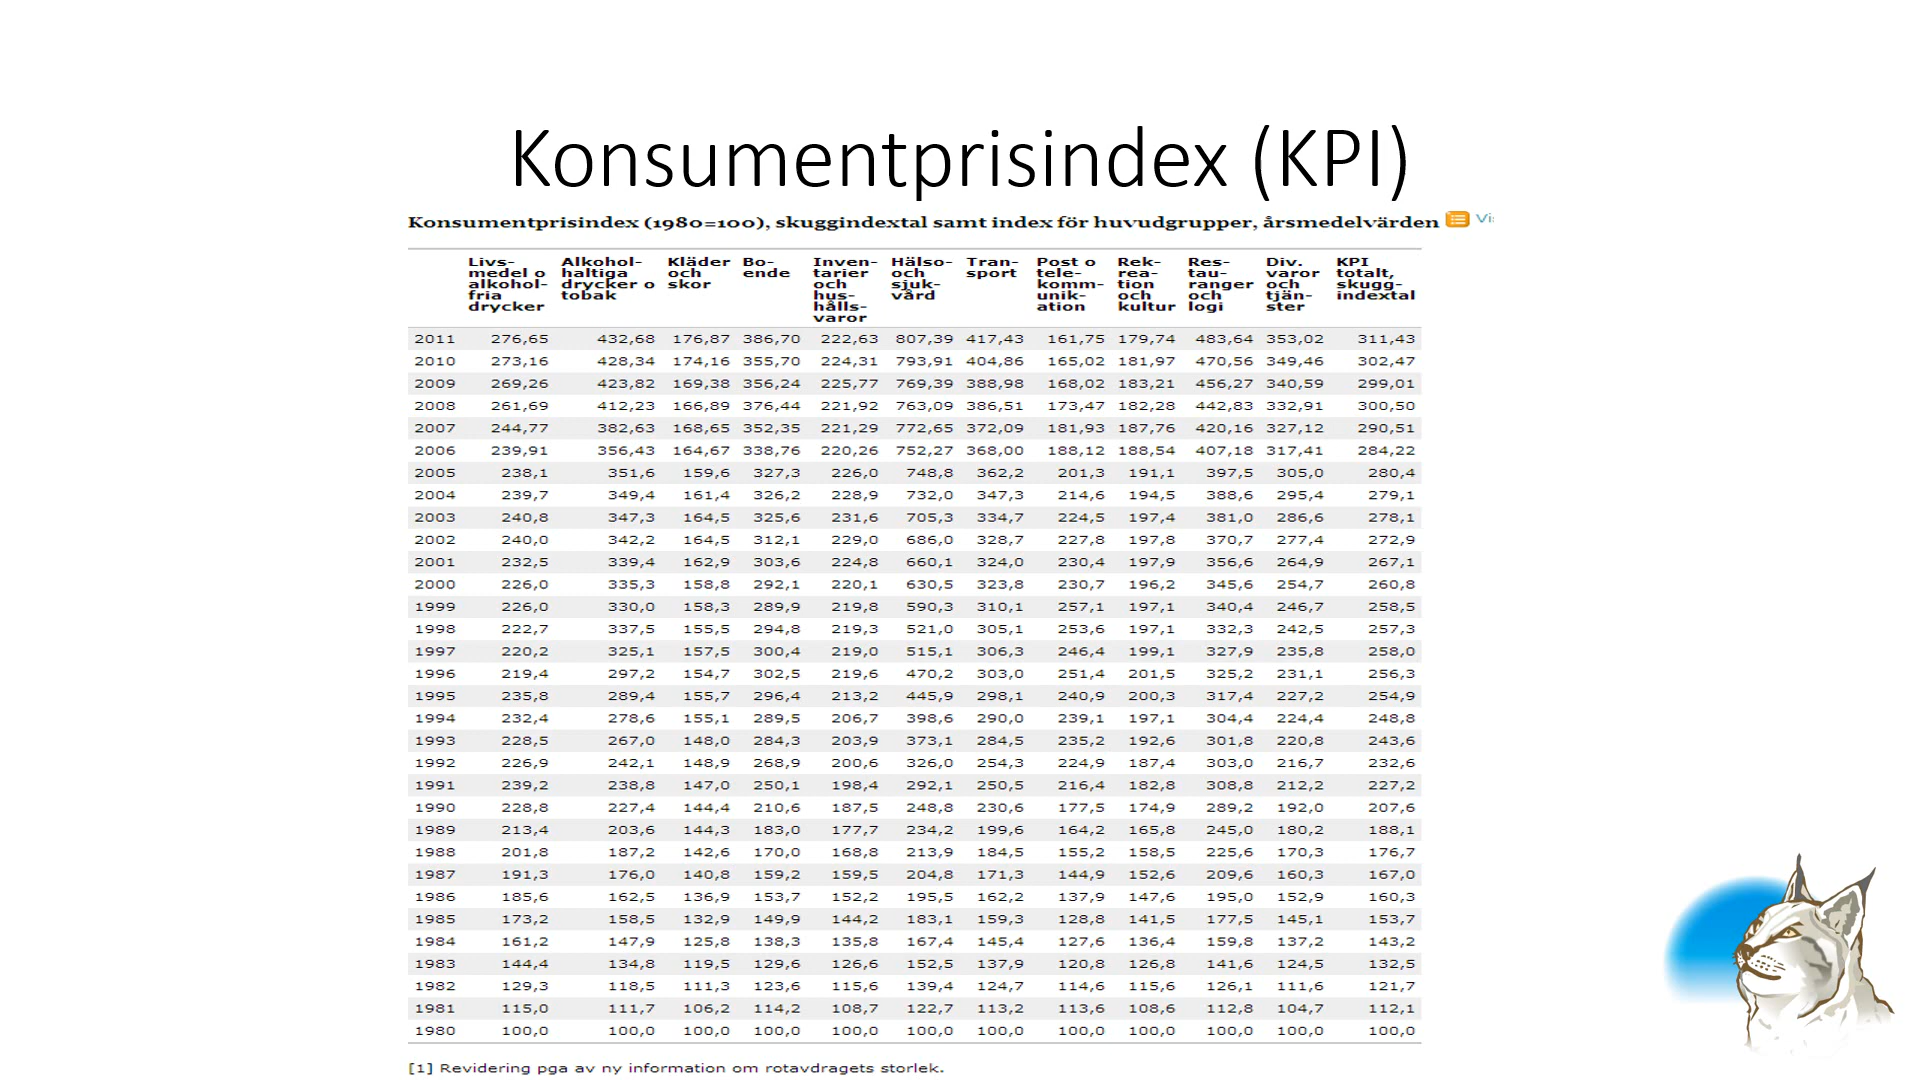 Konsumentprisindex (KPI)
Konsumentprisindex (1980=100), skuggindextal samt index för huvudgrupper, årsmedelvärden Vi
Livs- Alkohol- Kläder Bo- Inven- Hälso- Tran- Post o Rek- Res- Div. KPI
medel o haltiga och ende tarier och sport tele- rea- tau- varor totalt,
alkohol- drycker o skor och sjuk- komm- tion ranger och skugg-
fria tobak hus- vård unik- och och tjän- indextal
drycker hålls- ation kultur logi ster
varor
2011 276,65 432,68 176,87 386,70 222,63 807,39 417,43 161,75 179,74 483,64 353,02 311,43
2010 273,16 428,34 174,16 355,70 224,31 793,91 404,86 165,02 181,97 470,56 349,46 302,47
2009 269,26 423,82 169,38 356,24 225,77 769,39 388,98 168,02 183,21 456,27 340,59 299,01
2008 261,69 412,23 166,89 376,44 221,92 763,09 386,51 173,47 182,28 442,83 332,91 300,50
2007 244,77 382,63 168,65 352,35 221,29 772,65 372,09 181,93 187,76 420,16 327,12 290,51
2006 239,91 356,43 164,67 338,76 220,26 752,27 368,00 188,12 188,54 407,18 317,41 284,22
2005 238,1 351,6 159,6 327,3 226,0 748,8 362,2 201,3 191,1 397,5 305,0 280,4
2004 239,7 349,4 161,4 326,2 228,9 732,0 347,3 214,6 194,5 388,6 295,4 279,1
2003 240,8 347,3 164,5 325,6 231,6 705,3 334,7 224,5 197,4 381,0 286,6 278,1
2002 240,0 342,2 164,5 312,1 229,0 686,0 328,7 227,8 197,8 370,7 277,4 272,9
2001 232,5 339,4 162,9 303,6 224,8 660,1 324,0 230,4 197,9 356,6 264,9 267,1
2000 226,0 335,3 158,8 292,1 220,1 630,5 323,8 230,7 196,2 345,6 254,7 260,8
1999 226,0 330,0 158,3 289,9 219,8 590,3 310,1 257,1 197,1 340,4 246,7 258,5
1998 222,7 337,5 155,5 294,8 219,3 521,0 305,1 253,6 197,1 332,3 242,5 257,3
1997 220,2 325,1 157,5 300,4 219,0 515,1 306,3 246,4 199,1 327,9 235,8 258,0
1996 219,4 297,2 154,7 302,5 219,6 470,2 303,0 251,4 201,5 325,2 231,1 256,3
1995 235,8 289,4 155,7 296,4 213,2 445,9 298,1 240,9 200,3 317,4 227,2 254,9
1994 232,4 278,6 155,1 289,5 206,7 398,6 290,0 239,1 197,1 304,4 224,4 248,8
1993 228,5 267,0 148,0 284,3 203,9 373,1 284,5 235,2 192,6 301,8 220,8 243,6
1992 226,9 242,1 148,9 268,9 200,6 326,0 254,3 224,9 187,4 303,0 216,7 232,6
1991 239,2 238,8 147,0 250,1 198,4 292,1 250,5 216,4 182,8 308,8 212,2 227,2
1990 228,8 227,4 144,4 210,6 187,5 248,8 230,6 177,5 174,9 289,2 192,0 207,6
1989 213,4 203,6 144,3 183,0 177,7 234,2 199,6 164,2 165,8 245,0 180,2 188,1
1988 201,8 187,2 142,6 170,0 168,8 213,9 184,5 155,2 158,5 225,6 170,3 176,7
1987 191,3 176,0 140,8 159,2 159,5 204,8 171,3 144,9 152,6 209,6 160,3 167,0
1986 185,6 162,5 136,9 153,7 152,2 195,5 162,2 137,9 147,6 195,0 152,9 160,3
1985 173,2 158,5 132,9 149,9 144,2 183,1 159,3 128,8 141,5 177,5 145,1 153,7
1984 161,2 147,9 125,8 138,3 135,8 167,4 145,4 127,6 136,4 159,8 137,2 143,2
1983 144,4 134,8 119,5 129,6 126,6 152,5 137,9 120,8 126,8 141,6 124,5 132,5
1982 129,3 118,5 111,3 123,6 115,6 139,4 124,7 114,6 115,6 126,1 111,6 121,7
1981 115,0 111,7 106,2 114,2 108,7 122,7 113,2 113,6 108,6 112,8 104,7 112,1
1980 100,0 100,0 100,0 100,0 100,0 100,0 100,0 100,0 100,0 100,0 100,0 100,0
[1] Revidering pga av ny information om rotavdragets storlek.